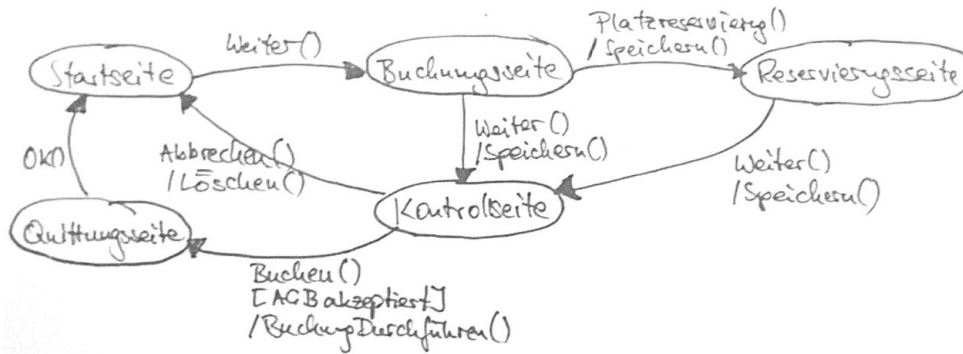 Weiter()
Platzreservierung()
/Speichern()
Startseite
Buchungsseite
Reservierungsseite
OK()
Abbrechen()
/Löschen()
Weiter()
/Speichern()
Weiter()
/Speichern()
Quittungsseite
Kontrollseite
Buchen()
[AGB akzeptiert]
/BuchungDurchführen()